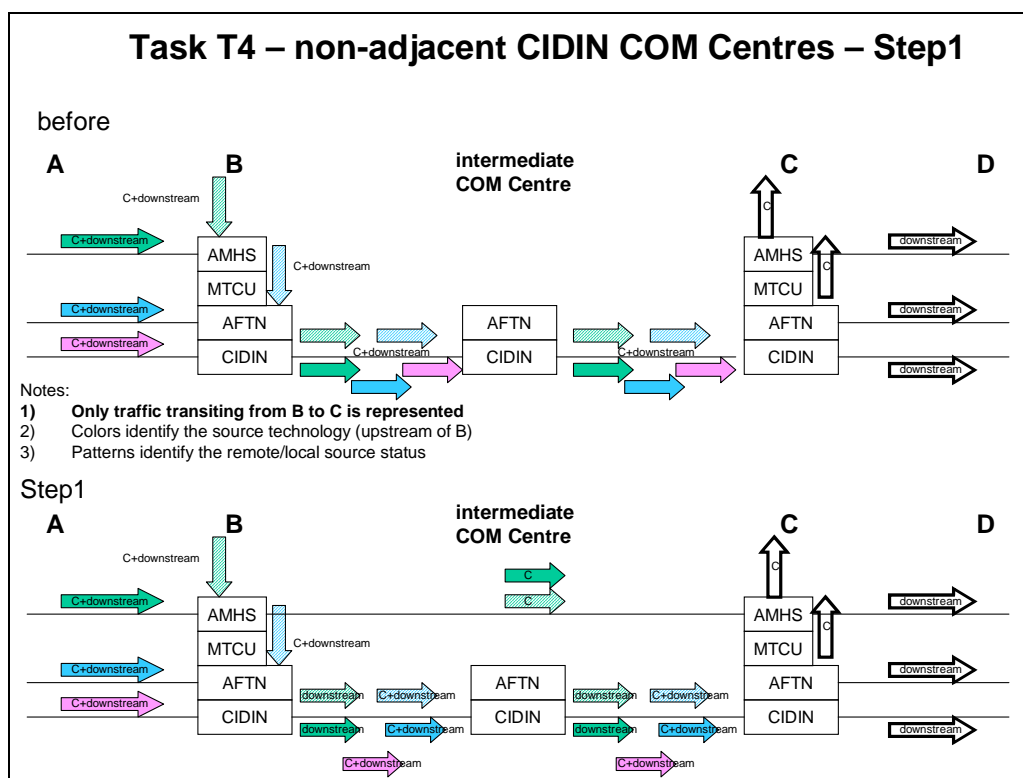 Task T4 – non-adjacent CIDIN COM Centres – Step1
before
A B intermediate C D
COM Centre
C+downstream C
C+downstream AMHS C+downstream AMHS C downstream
MTCU MTCU
C+downstream AFTN AFTN AFTN downstream
C+downstream C+downstream C+downstream
CIDIN CIDIN CIDIN downstream
Notes:
1) Only traffic transiting from B to C is represented
2) Colors identify the source technology (upstream of B)
3) Patterns identify the remote/local source status
Step1
A B intermediate C D
COM Centre
C+downstream C
C
C+downstream AMHS C AMHS downstream
MTCU C+downstream MTCU C
C+downstream AFTN AFTN AFTN downstream
downstream C+downstream downstream C+downstream
C+downstream CIDIN CIDIN CIDIN
downstream C+downstream downstream C+downstream downstream
C+downstream C+downstream